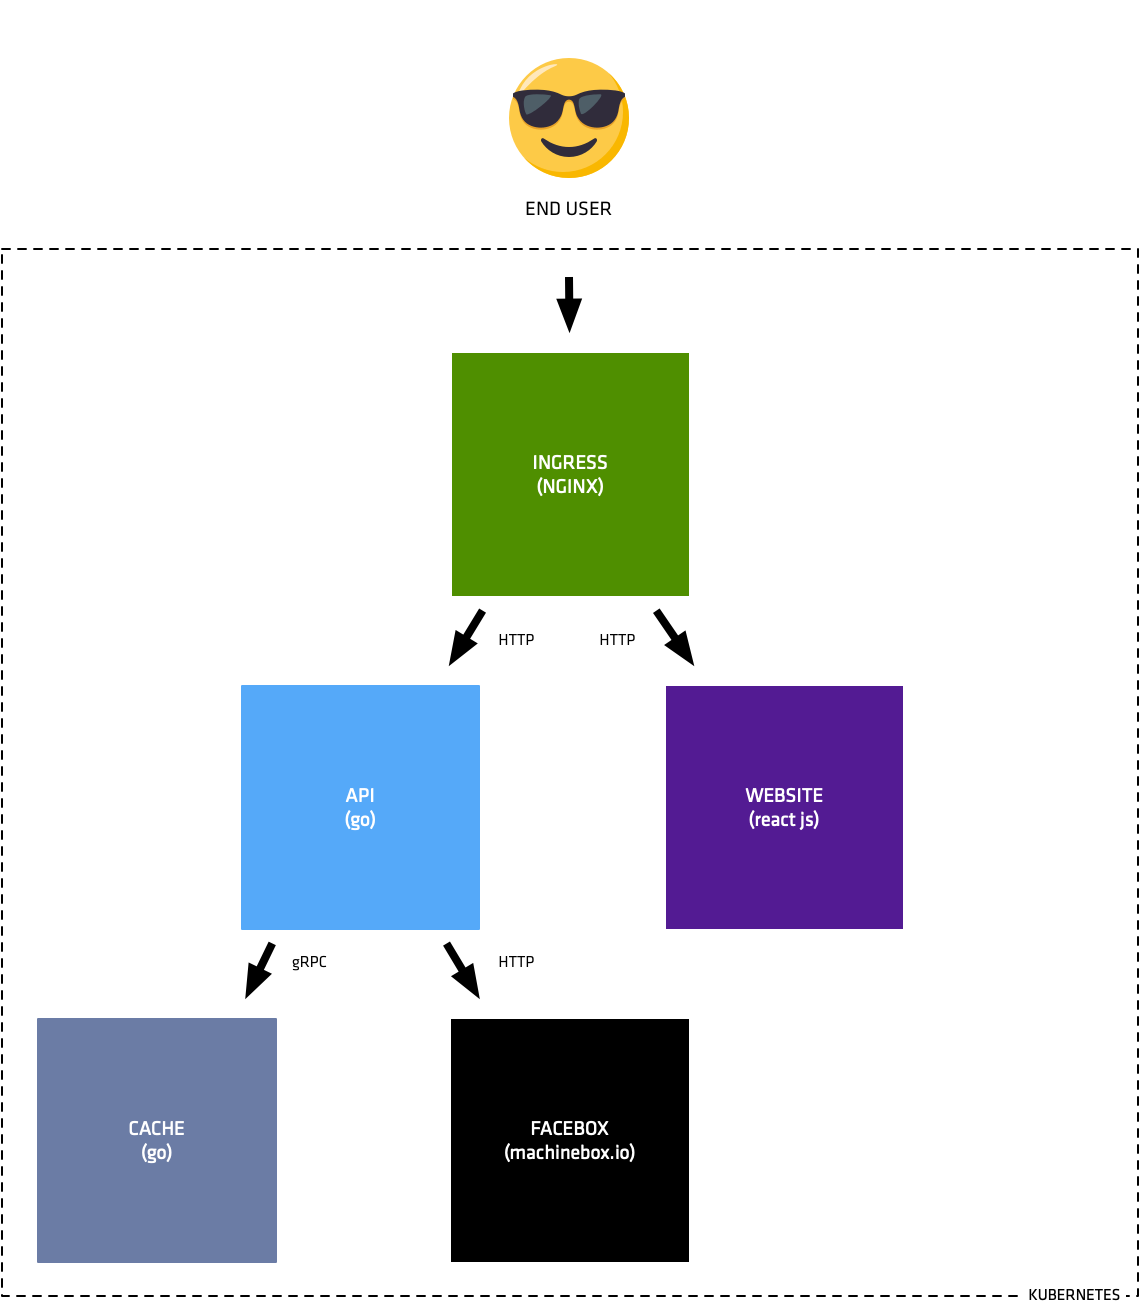 END USER
INGRESS
(NGINX)
HTTP
HTTP
API
(go)
WEBSITE
(react js)
gRPC
HTTP
CACHE
(go)
FACEBOX
(machinebox.io)
KUBERNETES